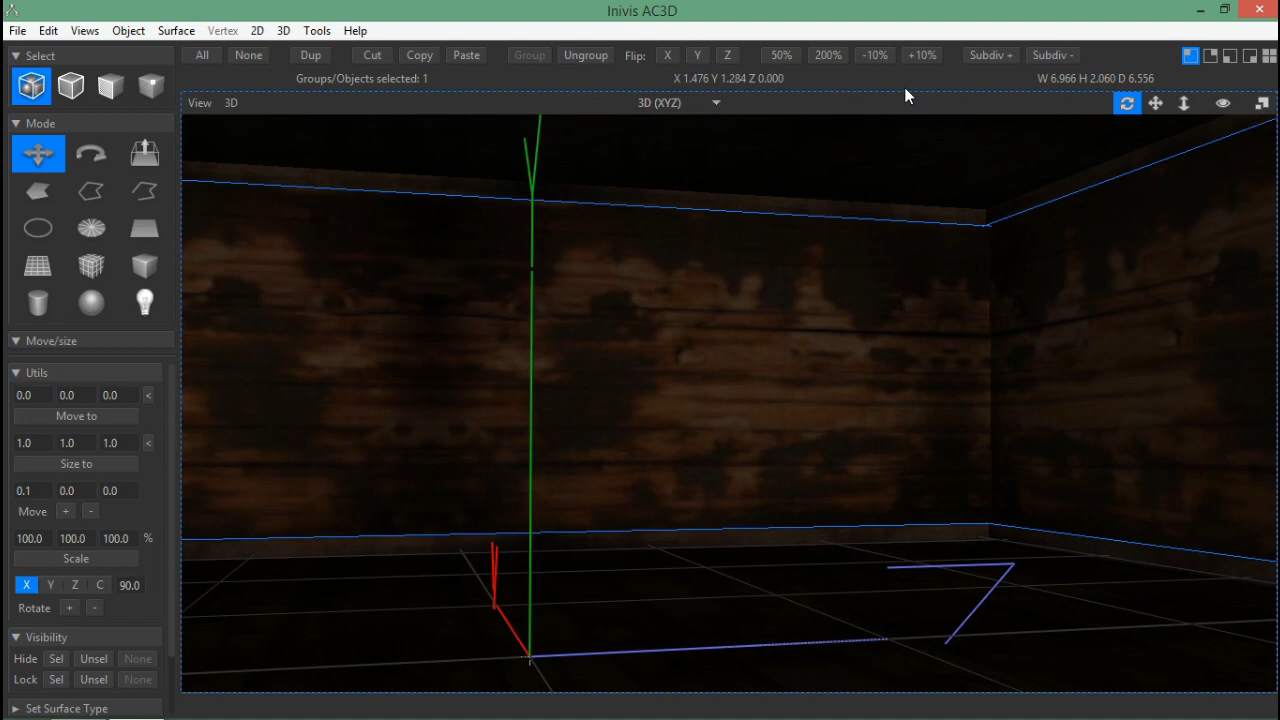 Inivis AC3D
File Edit Views Object Surface Vertex 2D 3D Tools Help
Select
All None Dup Cut Copy Paste Group Ungroup Flip: X Y Z 50% 200% -10% +10% Subdiv + Subdiv -
Groups/Objects selected: 1 X 1.476 Y 1.284 Z 0.000 W 6.966 H 2.060 D 6.556
View 3D 3D (XYZ)
Mode
Move/size
Utils
0.0 0.0 0.0 <
Move to
1.0 1.0 1.0 <
Size to
0.1 0.0 0.0
Move + -
100.0 100.0 100.0 %
Scale
X Y Z C 90.0
Rotate + -
Visibility
Hide Sel Unsel None
Lock Sel Unsel None
Set Surface Type